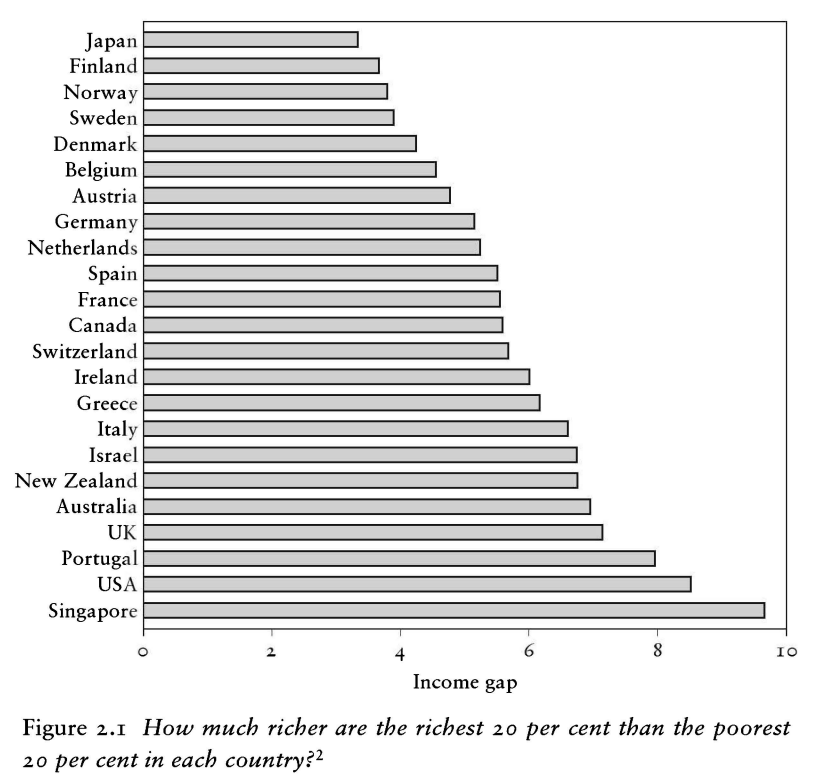 Japan
Finland
Norway
Sweden
Denmark
Belgium
Austria
Germany
Netherlands
Spain
France
Canada
Switzerland
Ireland
Greece
Italy
Israel
New Zealand
Australia
UK
Portugal
USA
Singapore
0 2 4 6 8 10
Income gap
Figure 2.1 How much richer are the richest 20 per cent than the poorest
20 per cent in each country?²